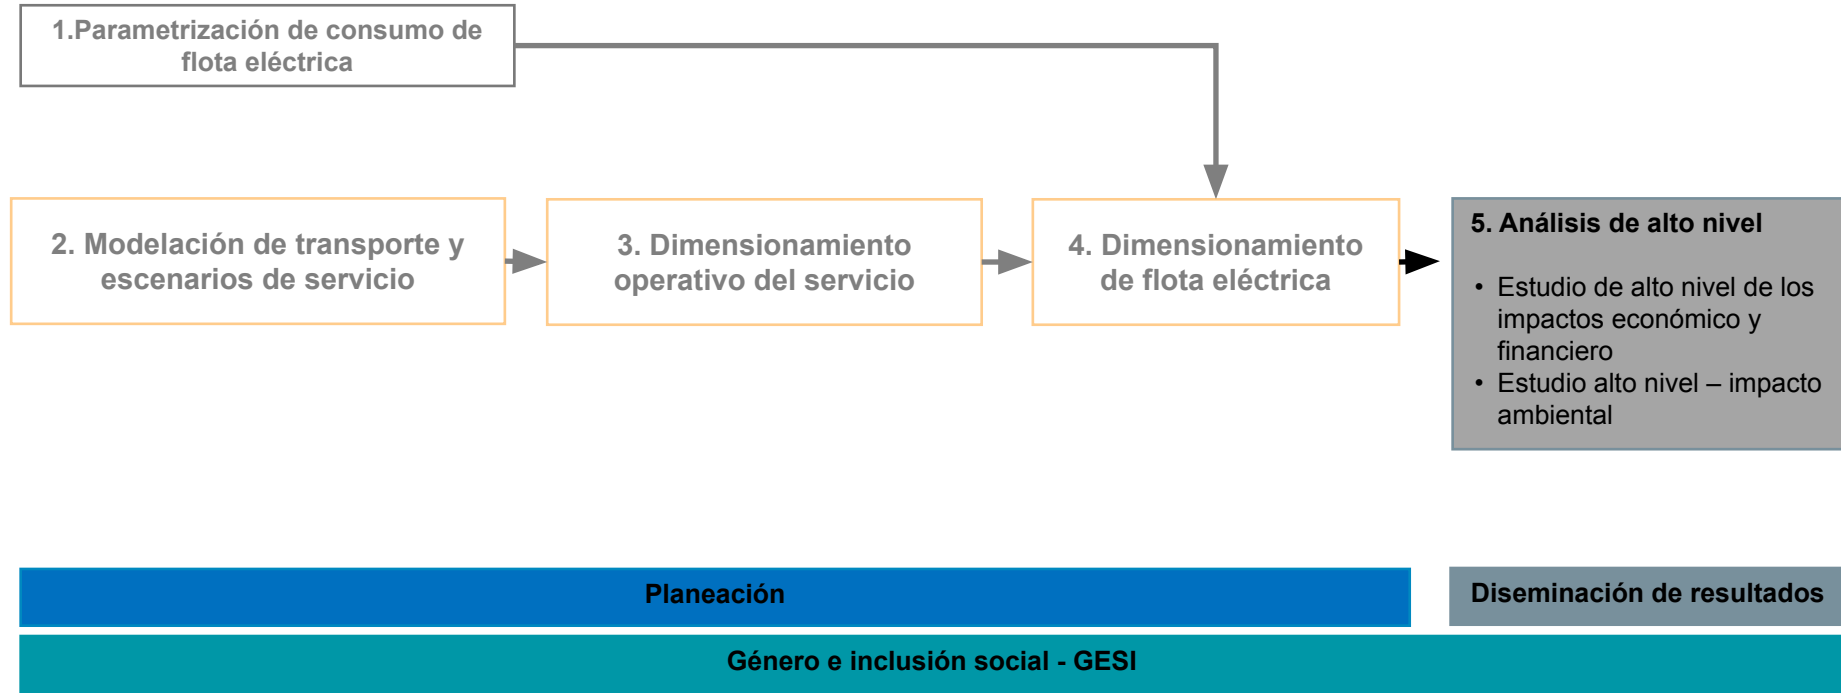 1.Parametrización de consumo de
flota eléctrica
2. Modelación de transporte y
escenarios de servicio
3. Dimensionamiento
operativo del servicio
4. Dimensionamiento
de flota eléctrica
5. Análisis de alto nivel
• Estudio de alto nivel de los
impactos económico y
financiero
• Estudio alto nivel – impacto
ambiental
Planeación
Diseminación de resultados
Género e inclusión social - GESI